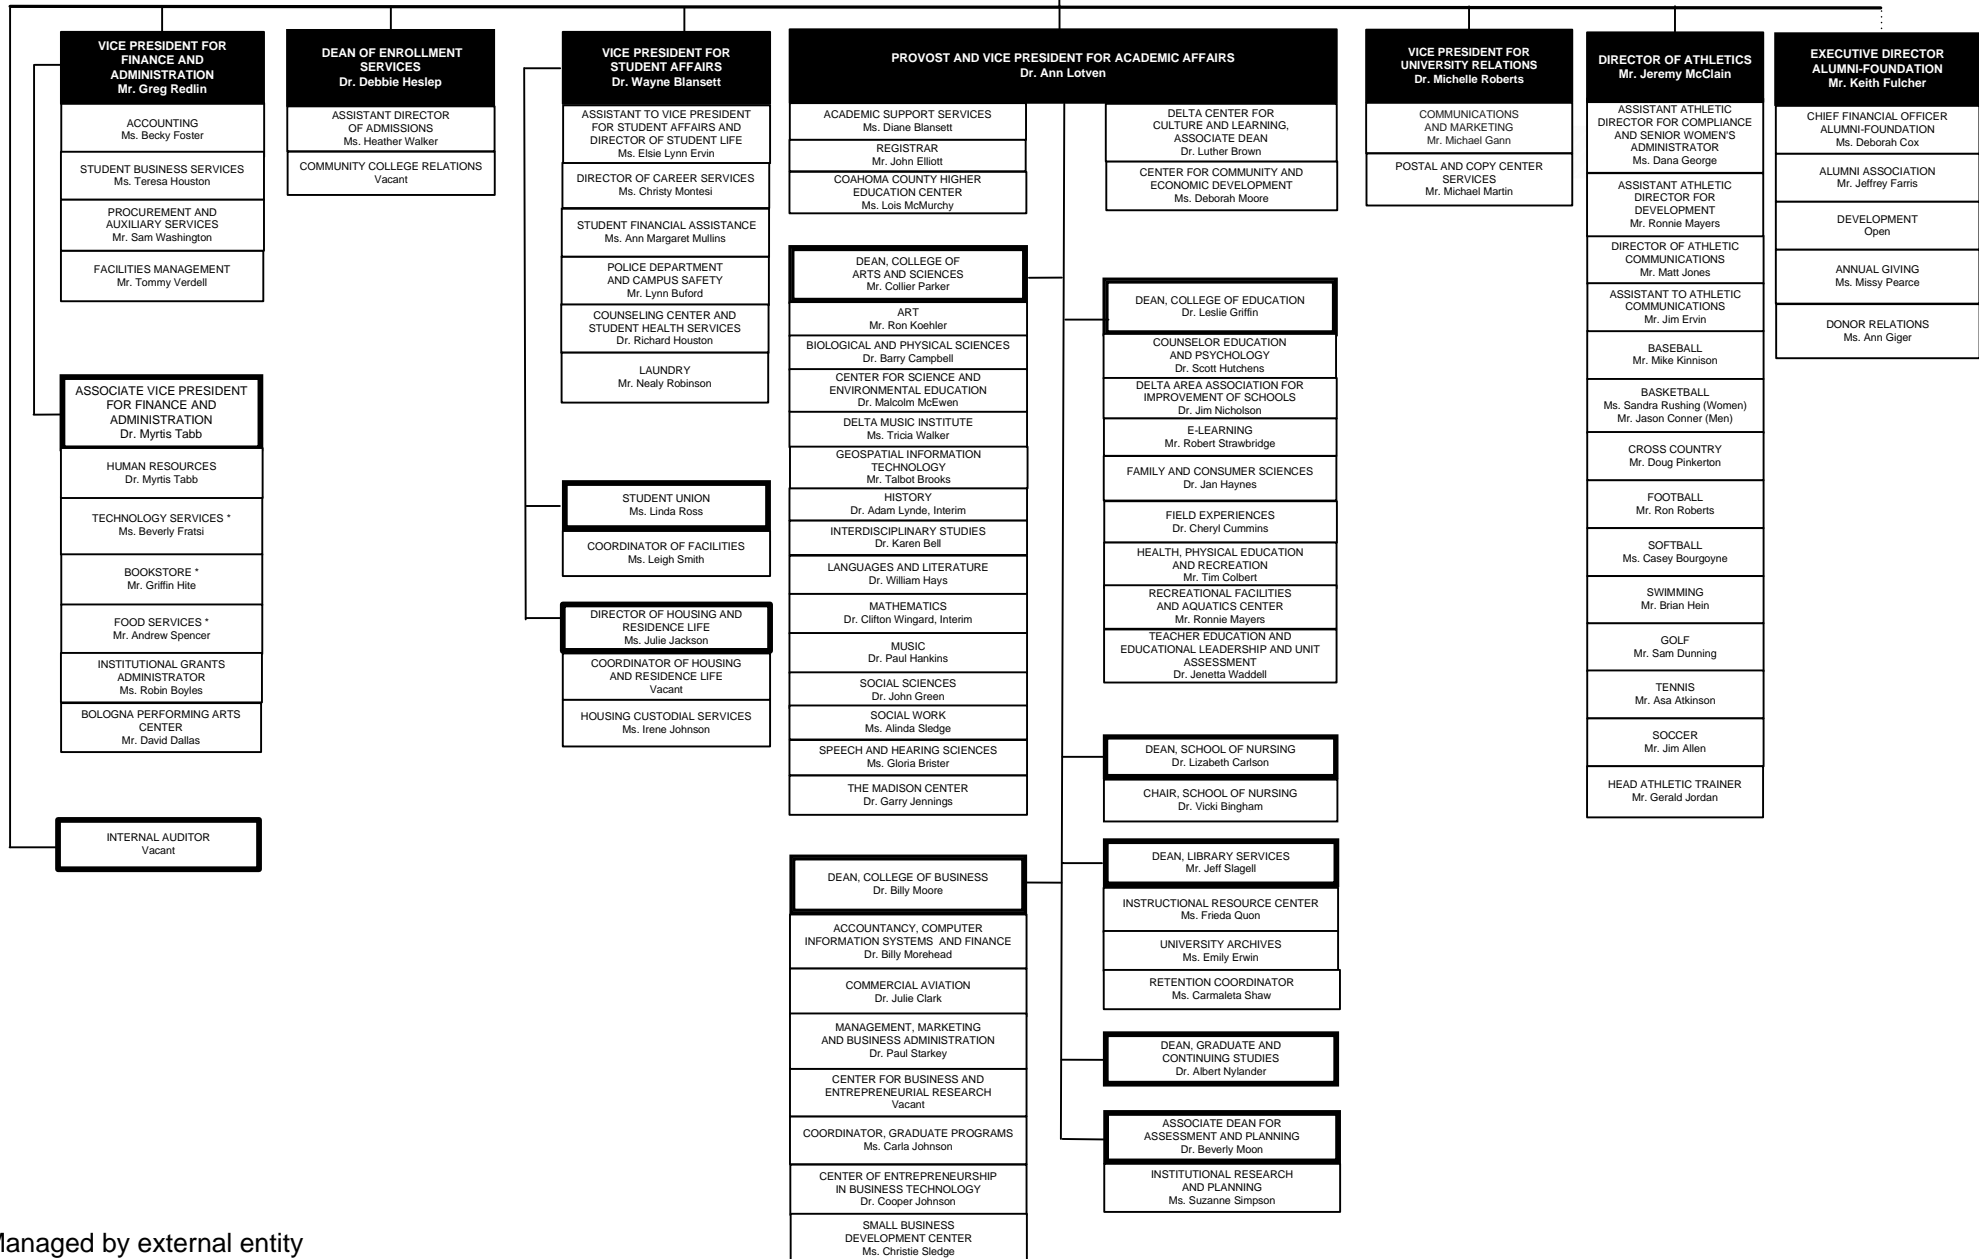 VICE PRESIDENT FOR
FINANCE AND
ADMINISTRATION
Mr. Greg Redlin
ACCOUNTING
Ms. Becky Foster
STUDENT BUSINESS SERVICES
Ms. Teresa Houston
PROCUREMENT AND
AUXILIARY SERVICES
Mr. Sam Washington
FACILITIES MANAGEMENT
Mr. Tommy Verdell
ASSOCIATE VICE PRESIDENT
FOR FINANCE AND
ADMINISTRATION
Dr. Myrtis Tabb
HUMAN RESOURCES
Dr. Myrtis Tabb
TECHNOLOGY SERVICES *
Ms. Beverly Fratsi
BOOKSTORE *
Mr. Griffin Hite
FOOD SERVICES *
Mr. Andrew Spencer
INSTITUTIONAL GRANTS
ADMINISTRATOR
Ms. Robin Boyles
BOLOGNA PERFORMING ARTS
CENTER
Mr. David Dallas
INTERNAL AUDITOR
Vacant
DEAN OF ENROLLMENT
SERVICES
Dr. Debbie Heslep
ASSISTANT DIRECTOR
OF ADMISSIONS
Ms. Heather Walker
COMMUNITY COLLEGE RELATIONS
Vacant
VICE PRESIDENT FOR
STUDENT AFFAIRS
Dr. Wayne Blansett
ASSISTANT TO VICE PRESIDENT
FOR STUDENT AFFAIRS AND
DIRECTOR OF STUDENT LIFE
Ms. Elsie Lynn Ervin
DIRECTOR OF CAREER SERVICES
Ms. Christy Montesi
STUDENT FINANCIAL ASSISTANCE
Ms. Ann Margaret Mullins
POLICE DEPARTMENT
AND CAMPUS SAFETY
Mr. Lynn Buford
COUNSELING CENTER AND
STUDENT HEALTH SERVICES
Dr. Richard Houston
LAUNDRY
Mr. Nealy Robinson
STUDENT UNION
Ms. Linda Ross
COORDINATOR OF FACILITIES
Ms. Leigh Smith
DIRECTOR OF HOUSING AND
RESIDENCE LIFE
Ms. Julie Jackson
COORDINATOR OF HOUSING
AND RESIDENCE LIFE
Vacant
HOUSING CUSTODIAL SERVICES
Ms. Irene Johnson
PROVOST AND VICE PRESIDENT FOR ACADEMIC AFFAIRS
Dr. Ann Lotven
ACADEMIC SUPPORT SERVICES
Ms. Diane Blansett
REGISTRAR
Mr. John Elliott
COAHOMA COUNTY HIGHER
EDUCATION CENTER
Ms. Lois McMurchy
DEAN, COLLEGE OF
ARTS AND SCIENCES
Mr. Collier Parker
ART
Mr. Ron Koehler
BIOLOGICAL AND PHYSICAL SCIENCES
Dr. Barry Campbell
CENTER FOR SCIENCE AND
ENVIRONMENTAL EDUCATION
Dr. Malcolm McEwen
DELTA MUSIC INSTITUTE
Ms. Tricia Walker
GEOSPATIAL INFORMATION
TECHNOLOGY
Mr. Talbot Brooks
HISTORY
Dr. Adam Lynde, Interim
INTERDISCIPLINARY STUDIES
Dr. Karen Bell
LANGUAGES AND LITERATURE
Dr. William Hays
MATHEMATICS
Dr. Clifton Wingard, Interim
MUSIC
Dr. Paul Hankins
SOCIAL SCIENCES
Dr. John Green
SOCIAL WORK
Ms. Alinda Sledge
SPEECH AND HEARING SCIENCES
Ms. Gloria Brister
THE MADISON CENTER
Dr. Garry Jennings
DEAN, COLLEGE OF BUSINESS
Dr. Billy Moore
ACCOUNTANCY, COMPUTER
INFORMATION SYSTEMS AND FINANCE
Dr. Billy Morehead
COMMERCIAL AVIATION
Dr. Julie Clark
MANAGEMENT, MARKETING
AND BUSINESS ADMINISTRATION
Dr. Paul Starkey
CENTER FOR BUSINESS AND
ENTREPRENEURIAL RESEARCH
Vacant
COORDINATOR, GRADUATE PROGRAMS
Ms. Carla Johnson
CENTER OF ENTREPRENEURSHIP
IN BUSINESS TECHNOLOGY
Dr. Cooper Johnson
SMALL BUSINESS
DEVELOPMENT CENTER
Ms. Christie Sledge
DELTA CENTER FOR
CULTURE AND LEARNING,
ASSOCIATE DEAN
Dr. Luther Brown
CENTER FOR COMMUNITY AND
ECONOMIC DEVELOPMENT
Ms. Deborah Moore
DEAN, COLLEGE OF EDUCATION
Dr. Leslie Griffin
COUNSELOR EDUCATION
AND PSYCHOLOGY
Dr. Scott Hutchens
DELTA AREA ASSOCIATION FOR
IMPROVEMENT OF SCHOOLS
Dr. Jim Nicholson
E-LEARNING
Mr. Robert Strawbridge
FAMILY AND CONSUMER SCIENCES
Dr. Jan Haynes
FIELD EXPERIENCES
Dr. Cheryl Cummins
HEALTH, PHYSICAL EDUCATION
AND RECREATION
Mr. Tim Colbert
RECREATIONAL FACILITIES
AND AQUATICS CENTER
Mr. Ronnie Mayers
TEACHER EDUCATION AND
EDUCATIONAL LEADERSHIP AND UNIT
ASSESSMENT
Dr. Jenetta Waddell
DEAN, SCHOOL OF NURSING
Dr. Lizabeth Carlson
CHAIR, SCHOOL OF NURSING
Dr. Vicki Bingham
DEAN, LIBRARY SERVICES
Mr. Jeff Slagell
INSTRUCTIONAL RESOURCE CENTER
Ms. Frieda Quon
UNIVERSITY ARCHIVES
Ms. Emily Erwin
RETENTION COORDINATOR
Ms. Carmaleta Shaw
DEAN, GRADUATE AND
CONTINUING STUDIES
Dr. Albert Nylander
ASSOCIATE DEAN FOR
ASSESSMENT AND PLANNING
Dr. Beverly Moon
INSTITUTIONAL RESEARCH
AND PLANNING
Ms. Suzanne Simpson
VICE PRESIDENT FOR
UNIVERSITY RELATIONS
Dr. Michelle Roberts
COMMUNICATIONS
AND MARKETING
Mr. Michael Gann
POSTAL AND COPY CENTER
SERVICES
Mr. Michael Martin
DIRECTOR OF ATHLETICS
Mr. Jeremy McClain
ASSISTANT ATHLETIC
DIRECTOR FOR COMPLIANCE
AND SENIOR WOMEN'S
ADMINISTRATOR
Ms. Dana George
ASSISTANT ATHLETIC
DIRECTOR FOR
DEVELOPMENT
Mr. Ronnie Mayers
DIRECTOR OF ATHLETIC
COMMUNICATIONS
Mr. Matt Jones
ASSISTANT TO ATHLETIC
COMMUNICATIONS
Mr. Jim Ervin
BASEBALL
Mr. Mike Kinnison
BASKETBALL
Ms. Sandra Rushing (Women)
Mr. Jason Conner (Men)
CROSS COUNTRY
Mr. Doug Pinkerton
FOOTBALL
Mr. Ron Roberts
SOFTBALL
Ms. Casey Bourgoyne
SWIMMING
Mr. Brian Hein
GOLF
Mr. Sam Dunning
TENNIS
Mr. Asa Atkinson
SOCCER
Mr. Jim Allen
HEAD ATHLETIC TRAINER
Mr. Gerald Jordan
EXECUTIVE DIRECTOR
ALUMNI-FOUNDATION
Mr. Keith Fulcher
CHIEF FINANCIAL OFFICER
ALUMNI-FOUNDATION
Ms. Deborah Cox
ALUMNI ASSOCIATION
Mr. Jeffrey Farris
DEVELOPMENT
Open
ANNUAL GIVING
Ms. Missy Pearce
DONOR RELATIONS
Ms. Ann Giger
Managed by external entity